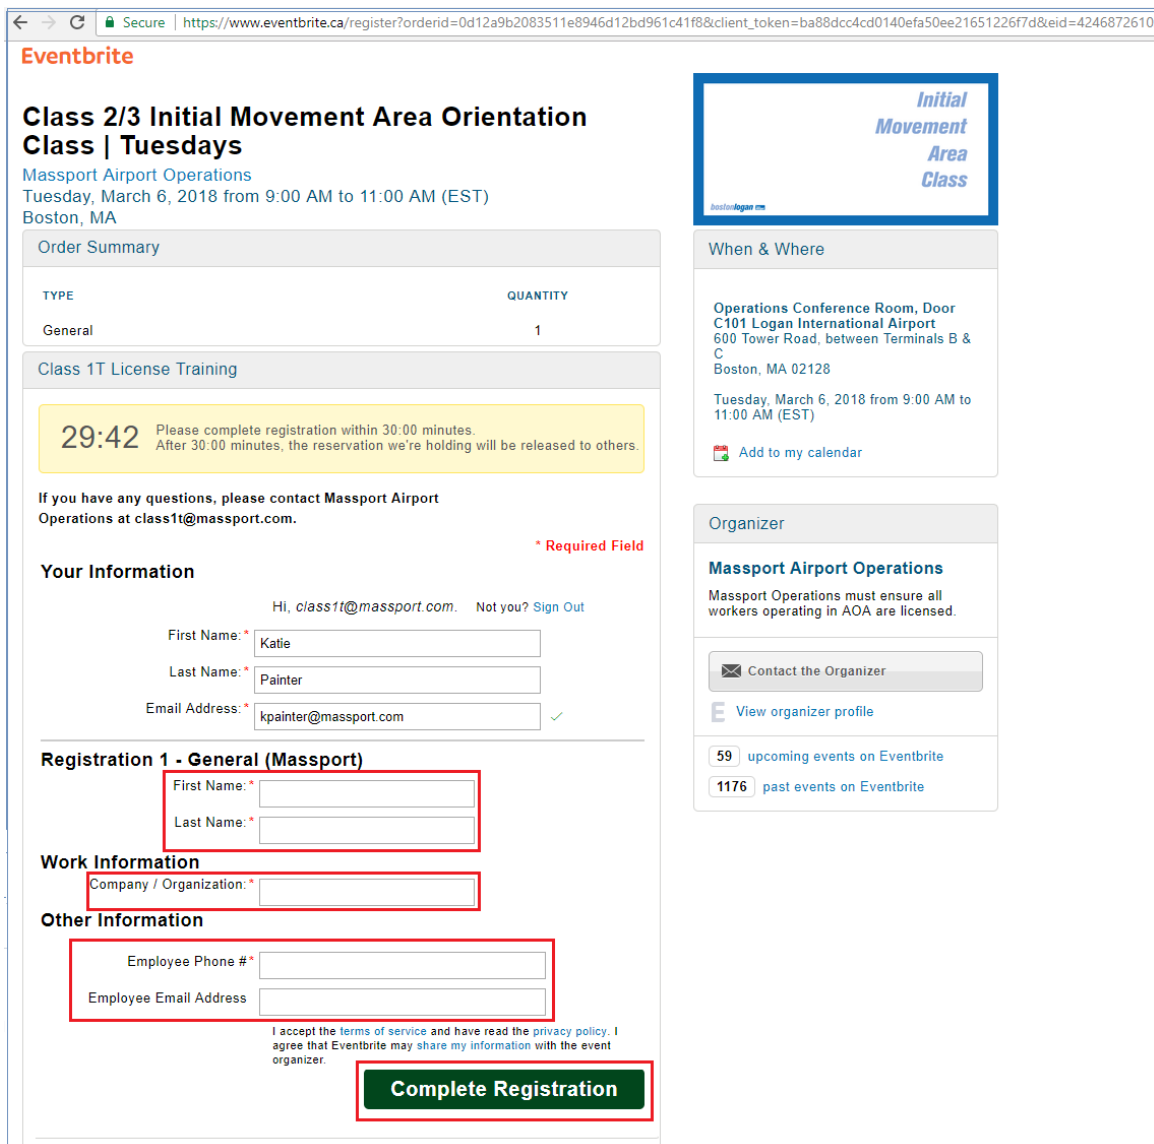 Secure | https://www.eventbrite.ca/register?orderid=0d12a9b2083511e8946d12bd961c41f8&client_token=ba88dcc4cd0140efa50ee21651226f7d&eid=4246872610
Eventbrite
Class 2/3 Initial Movement Area Orientation
Class | Tuesdays
Massport Airport Operations
Tuesday, March 6, 2018 from 9:00 AM to 11:00 AM (EST)
Boston, MA
Order Summary
TYPE QUANTITY
General 1
Class 1T License Training
29:42
Please complete registration within 30:00 minutes.
After 30:00 minutes, the reservation we're holding will be released to others.
If you have any questions, please contact Massport Airport
Operations at class1t@massport.com.
* Required Field
Your Information
Hi, class1t@massport.com. Not you? Sign Out
First Name: * Katie
Last Name: * Painter
Email Address: * kpainter@massport.com
Registration 1 - General (Massport)
First Name: *
Last Name: *
Work Information
Company / Organization: *
Other Information
Employee Phone # *
Employee Email Address
I accept the terms of service and have read the privacy policy. I
agree that Eventbrite may share my information with the event
organizer.
Complete Registration
Initial
Movement
Area
Class
bostonlogan
When & Where
Operations Conference Room, Door
C101 Logan International Airport
600 Tower Road, between Terminals B &
C
Boston, MA 02128
Tuesday, March 6, 2018 from 9:00 AM to
11:00 AM (EST)
Add to my calendar
Organizer
Massport Airport Operations
Massport Operations must ensure all
workers operating in AOA are licensed.
Contact the Organizer
E View organizer profile
59 upcoming events on Eventbrite
1176 past events on Eventbrite